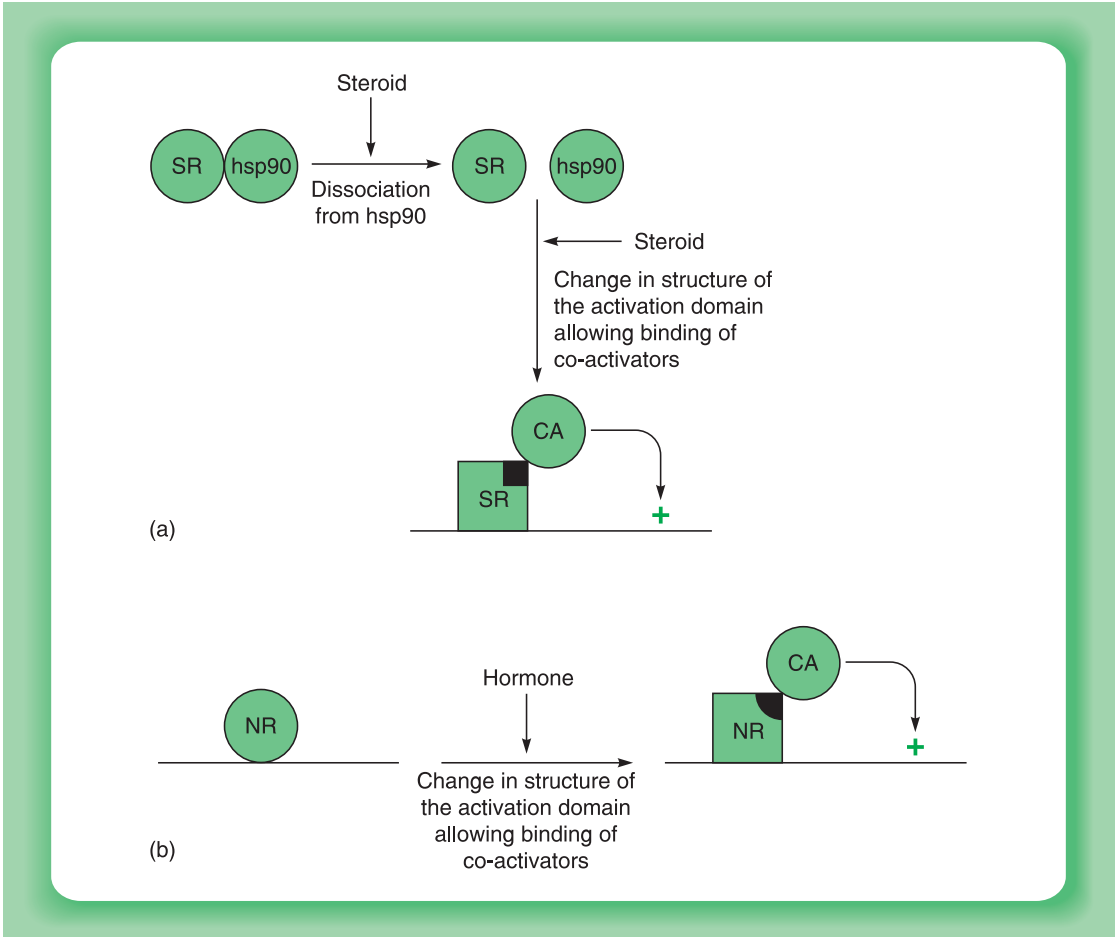 Steroid
SR
hsp90
SR
hsp90
Dissociation
from hsp90
Steroid
Change in structure of
the activation domain
allowing binding of
co-activators
CA
SR
+
(a)
NR
Hormone
Change in structure of
the activation domain
allowing binding of
co-activators
CA
NR
+
(b)